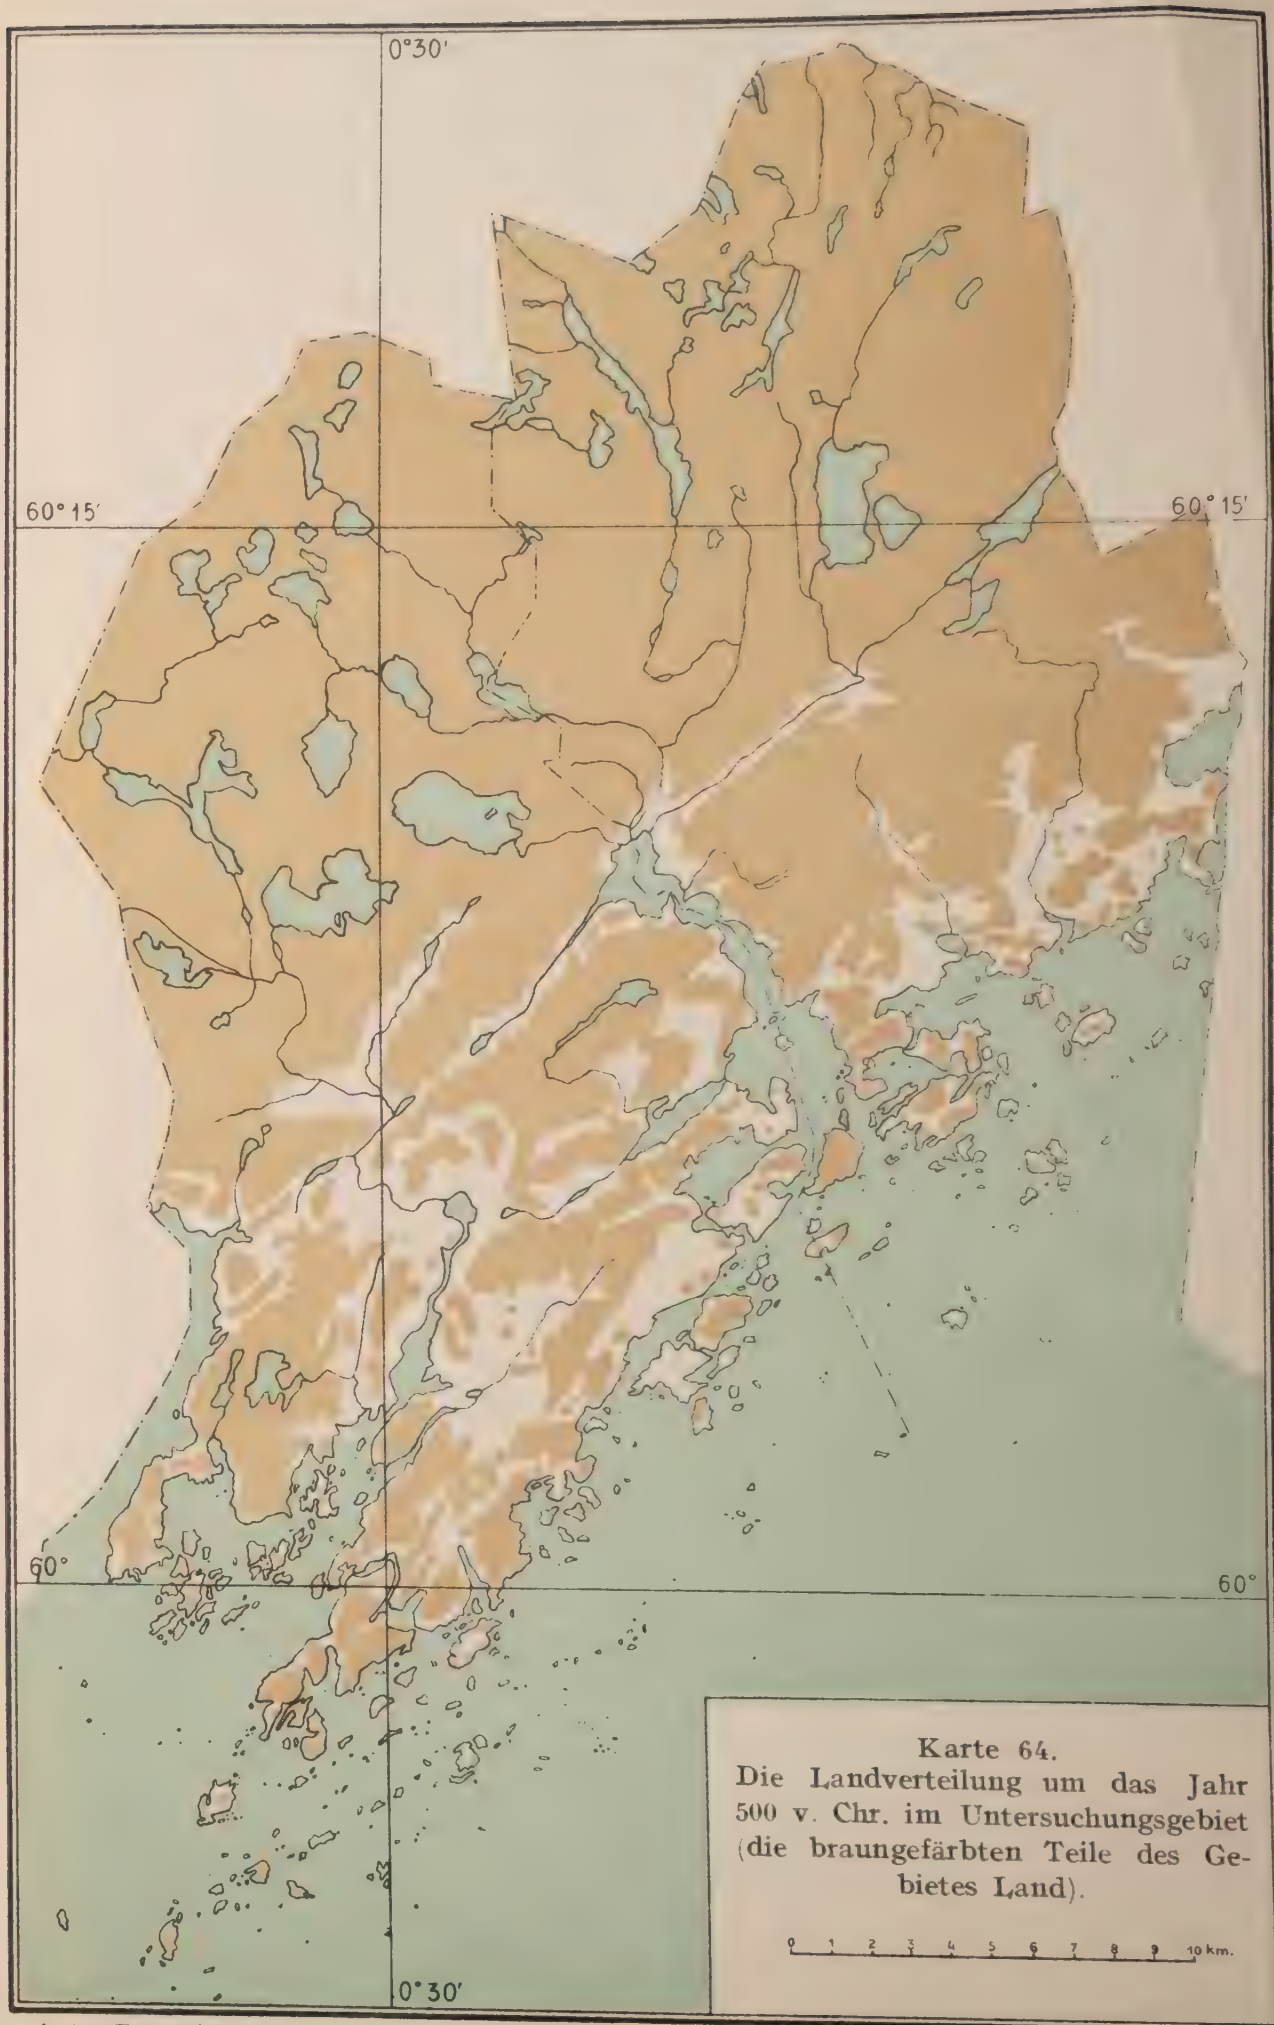 0°30'
60°15'
60°15'
60°
60°
Karte 64.
Die Landverteilung um das Jahr
500 v. Chr. im Untersuchungsgebiet
(die braungefärbten Teile des Ge-
bietes Land).
0 1 2 3 4 5 6 7 8 9 10 km.
0°30'